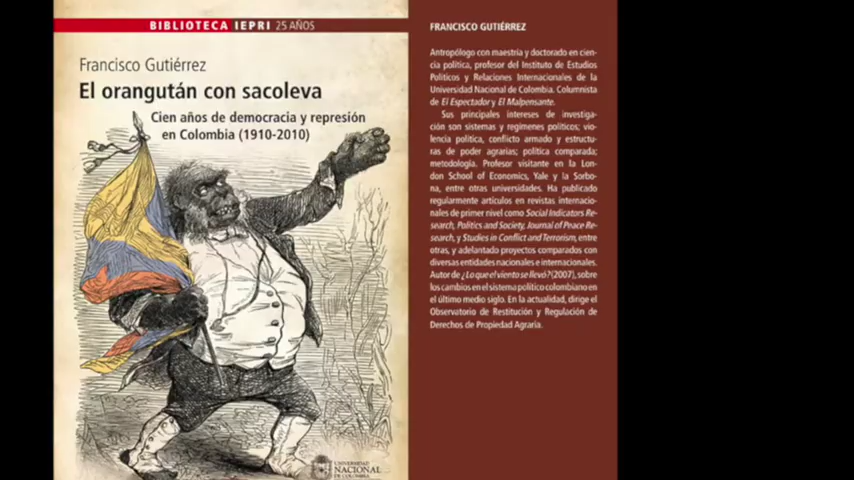 BIBLIOTECA IEPRI 25 AÑOS
Francisco Gutiérrez
El orangután con sacoleva
Cien años de democracia y represión
en Colombia (1910-2010)
UNIVERSIDAD
NACIONAL
DE COLOMBIA
FRANCISCO GUTIÉRREZ
Antropólogo con maestría y doctorado en cien-
cia política, profesor del Instituto de Estudios
Políticos y Relaciones Internacionales de la
Universidad Nacional de Colombia. Columnista
de El Espectador y El Malpensante.
Sus principales intereses de investiga-
ción son sistemas y regímenes políticos; vio-
lencia política, conflicto armado y estructu-
ras de poder agrarias; política comparada;
metodología. Profesor visitante en la Lon-
don School of Economics, Yale y la Sorbo-
na, entre otras universidades. Ha publicado
regularmente artículos en revistas internacio-
nales de primer nivel como Social Indicators Re-
search, Politics and Society, Journal of Peace Re-
search, y Studies in Conflict and Terrorism, entre
otras, y adelantado proyectos comparados con
diversas entidades nacionales e internacionales.
Autor de ¿Lo que el viento se llevó? (2007), sobre
los cambios en el sistema político colombiano en
el último medio siglo. En la actualidad, dirige el
Observatorio de Restitución y Regulación de
Derechos de Propiedad Agraria.